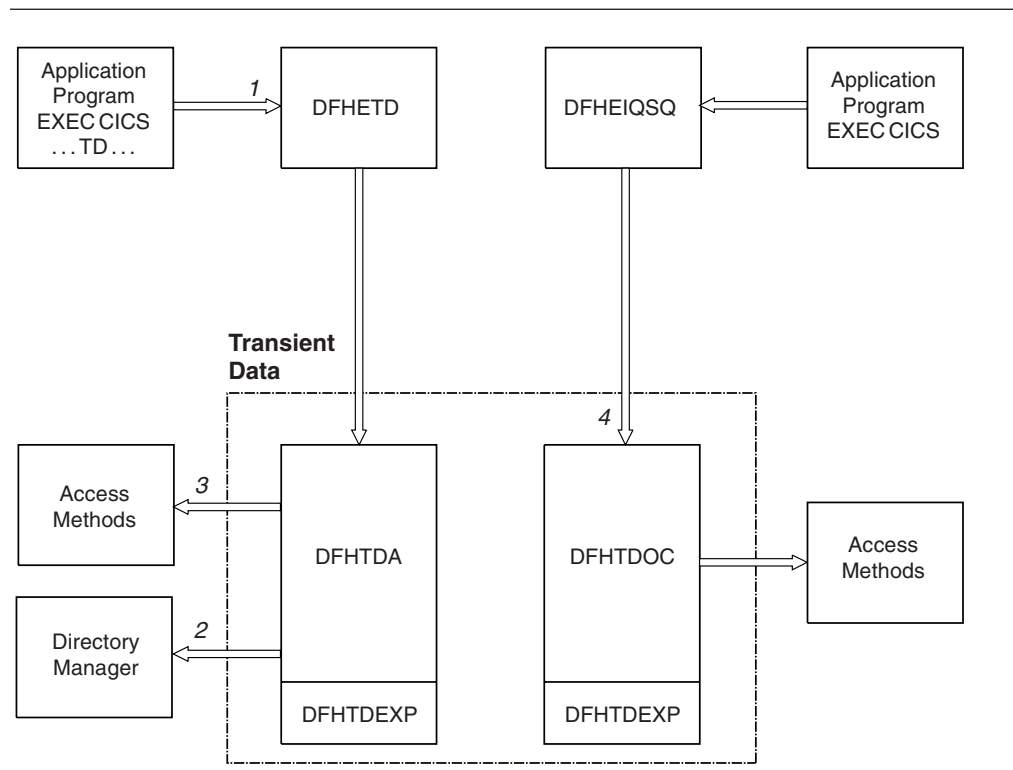 Application
Program
EXEC CICS
...TD...
1
DFHETD
DFHEIQSQ
Application
Program
EXEC CICS
Transient
Data
4
3
Access
Methods
DFHTDA
DFHTDOC
Access
Methods
2
Directory
Manager
DFHTDEXP
DFHTDEXP